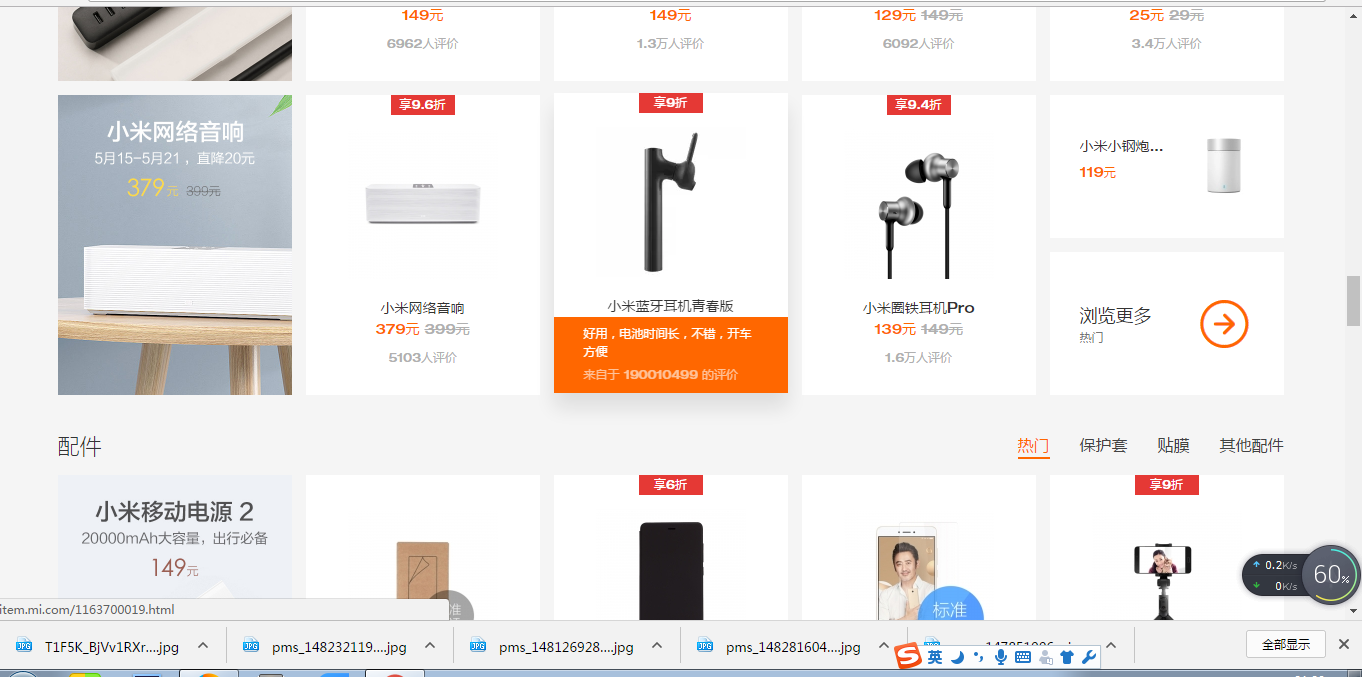 149元
149元
129元 149元
25元 29元
6962人评价
1.3万人评价
6092人评价
3.4万人评价
小米网络音响
5月15-5月21，直降20元
379元 399元
享9.6折
小米网络音响
379元 399元
5103人评价
享9折
小米蓝牙耳机青春版
好用，电池时间长，不错，开车
方便
来自于 190010499 的评价
享9.4折
小米圈铁耳机Pro
139元 149元
1.6万人评价
小米小钢炮...
119元
浏览更多
热门
配件
热门 保护套 贴膜 其他配件
小米移动电源 2
20000mAh大容量，出行必备
149元
准
享6折
标准
享9折
0.2K/s
0K/s
60%
item.mi.com/1163700019.html
T1F5K_BjVv1RXr....jpg
pms_148232119....jpg
pms_148126928....jpg
pms_148281604....jpg
全部显示
英